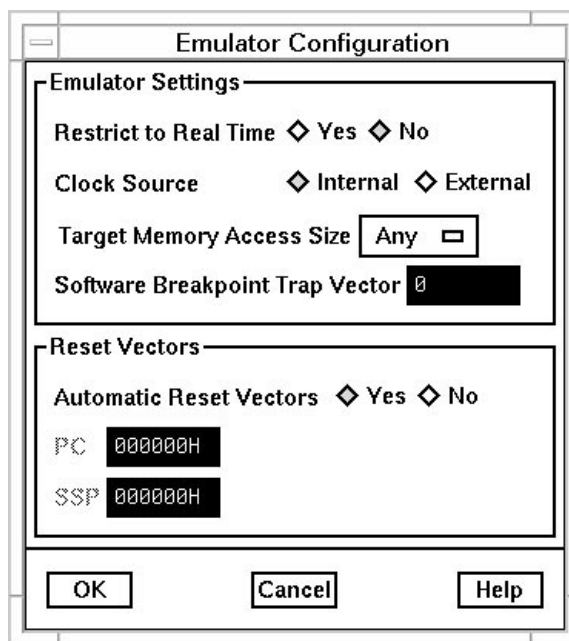 Emulator Configuration
Emulator Settings
Restrict to Real Time Yes No
Clock Source Internal External
Target Memory Access Size Any
Software Breakpoint Trap Vector 0
Reset Vectors
Automatic Reset Vectors Yes No
PC 000000H
SSP 000000H
OK Cancel Help